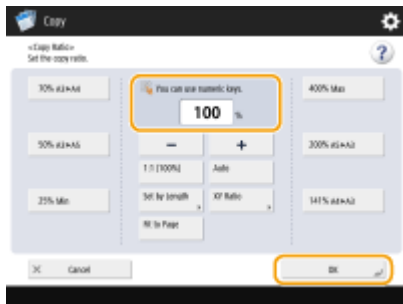 Copy
<Copy Ratio>
Set the copy ratio.
?
70% A3➔A4
You can use numeric keys.
400% Max
100 %
50% A3➔A5
−
+
200% A5➔A3
1:1 (100%)
Auto
25% Min
Set by Length
XY Ratio
141% A4➔A3
Fit to Page
Cancel
OK